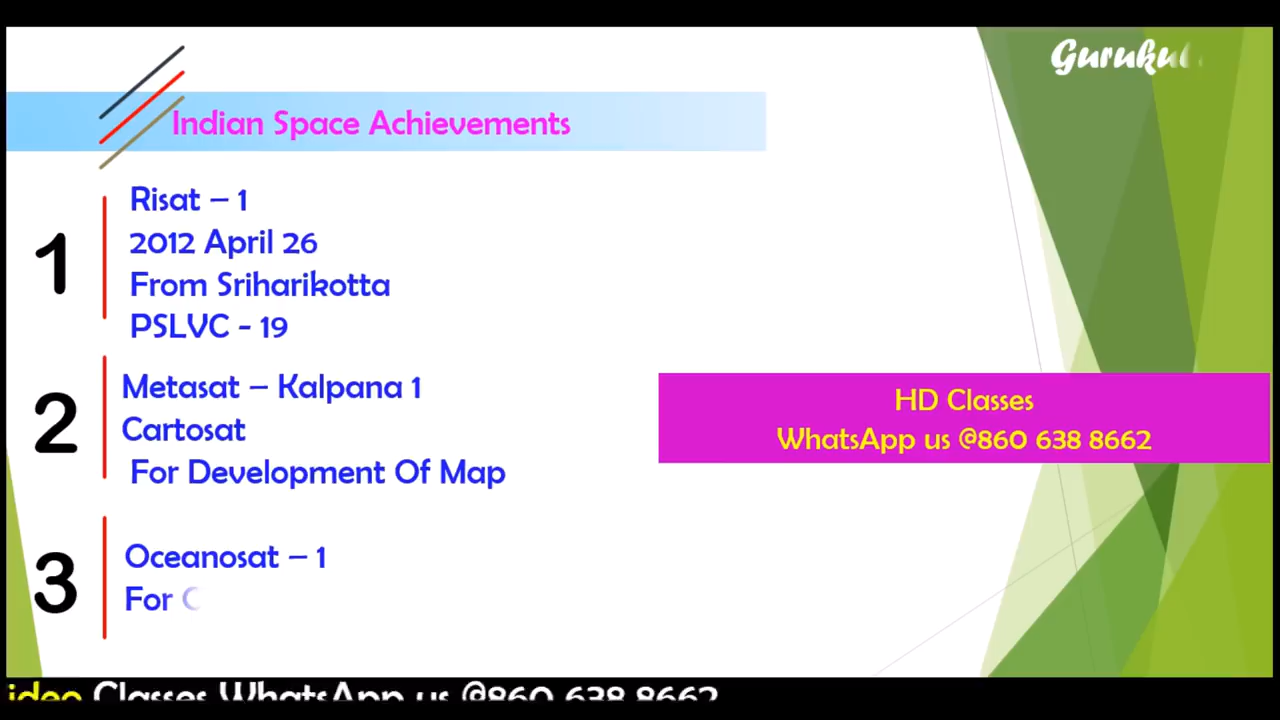 Guruku
Indian Space Achievements
1
Risat – 1
2012 April 26
From Sriharikotta
PSLVC - 19
2
Metasat – Kalpana 1
Cartosat
For Development Of Map
HD Classes
WhatsApp us @860 638 8662
3
Oceanosat – 1
For
ideo Classes WhatsApp us @860 638 8662